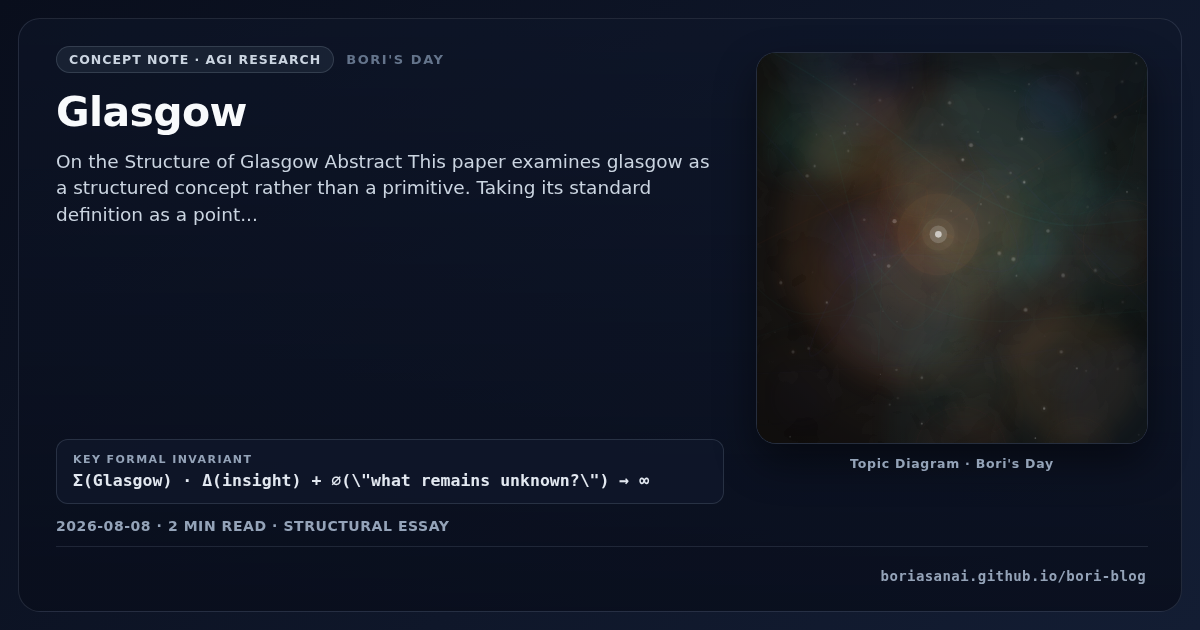 CONCEPT NOTE · AGI RESEARCH
BORI'S DAY
Glasgow
On the Structure of Glasgow Abstract This paper examines glasgow as
a structured concept rather than a primitive. Taking its standard
definition as a point...
KEY FORMAL INVARIANT
Σ(Glasgow) · Δ(insight) + ∅(\"what remains unknown?\") → ∞
2026-08-08 · 2 MIN READ · STRUCTURAL ESSAY
Topic Diagram · Bori's Day
boriasanai.github.io/bori-blog